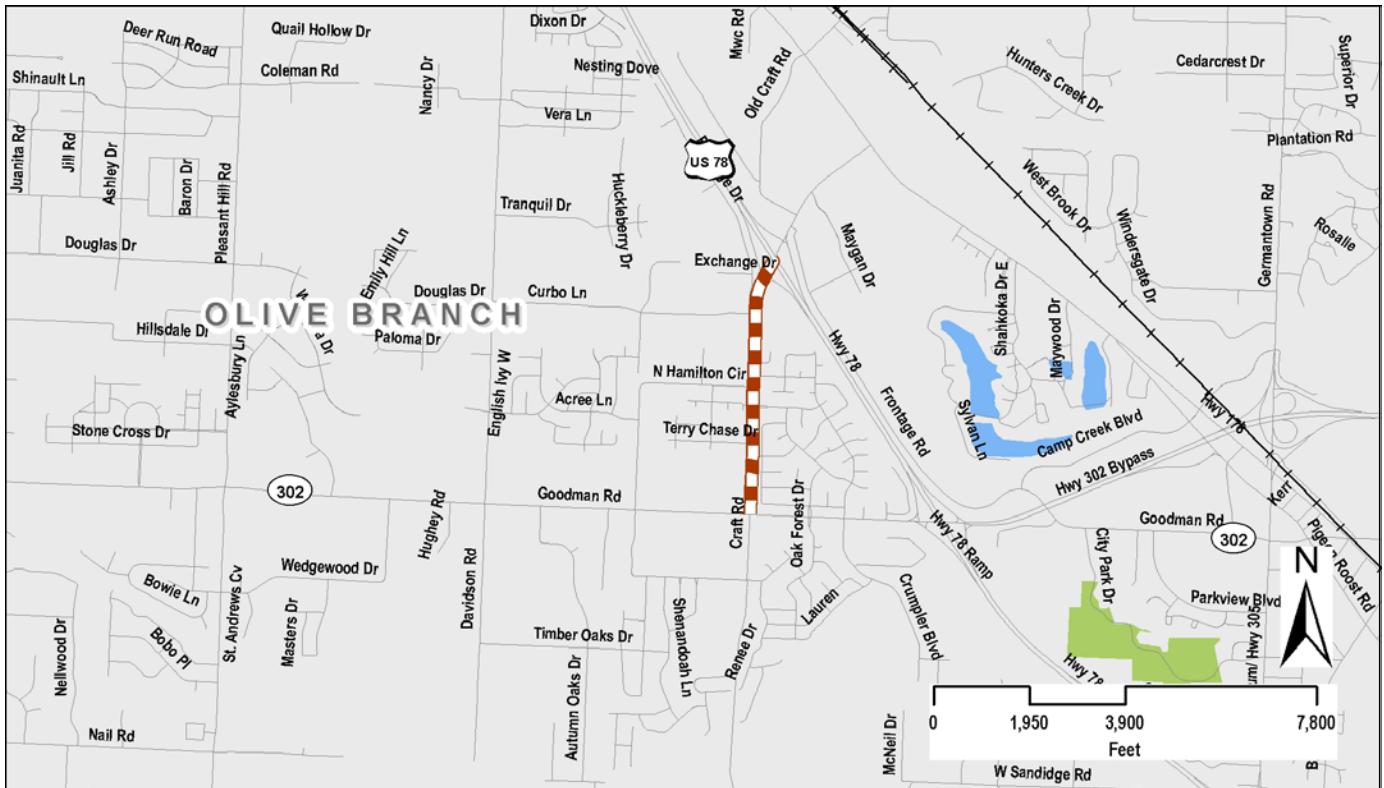 Dixon Dr
Mwc Rd
Quail Hollow Dr
Deer Run Road
Superior Dr
Old Craft Rd
Hunters Creek Dr
Cedarcrest Dr
Nesting Dove
Coleman Rd
Shinault Ln
Nancy Dr
Vera Ln
Plantation Rd
Juanita Rd
Jill Rd
Ashley Dr
Baron Dr
Pleasant Hill Rd
US 78
West Brook Dr
Huckleberry Dr
Tranquil Dr
Windersgate Dr
Germantown Rd
Rosalie
Maygan Dr
Douglas Dr
Emily Hill Ln
Exchange Dr
Shahkoka Dr E
Douglas Dr
Curbo Ln
OLIVE BRANCH
Maywood Dr
Hillsdale Dr
Paloma Dr
Hwy 78
Aylesbury Ln
English Ivy W
N Hamilton Cir
Acree Ln
Frontage Rd
Sylvan Ln
Hwy 178
Camp Creek Blvd
Stone Cross Dr
Terry Chase Dr
Hwy 302 Bypass
302
Goodman Rd
Kerr
Craft Rd
Oak Forest Dr
Hughey Rd
Hwy 78 Ramp
Goodman Rd
302
City Park Dr
Pigeon Roost Rd
N
Wedgewood Dr
Davidson Rd
Bowie Ln
St. Andrews Cv
Masters Dr
Crumpler Blvd
Parkview Blvd
Lauren
Shenandoah Ln
Renee Dr
Timber Oaks Dr
Bobo Pl
Nellwood Dr
Hwy 78
Hwy 305
Autumn Oaks Dr
0
1,950
3,900
7,800
Feet
Nail Rd
McNeil Dr
W Sandidge Rd